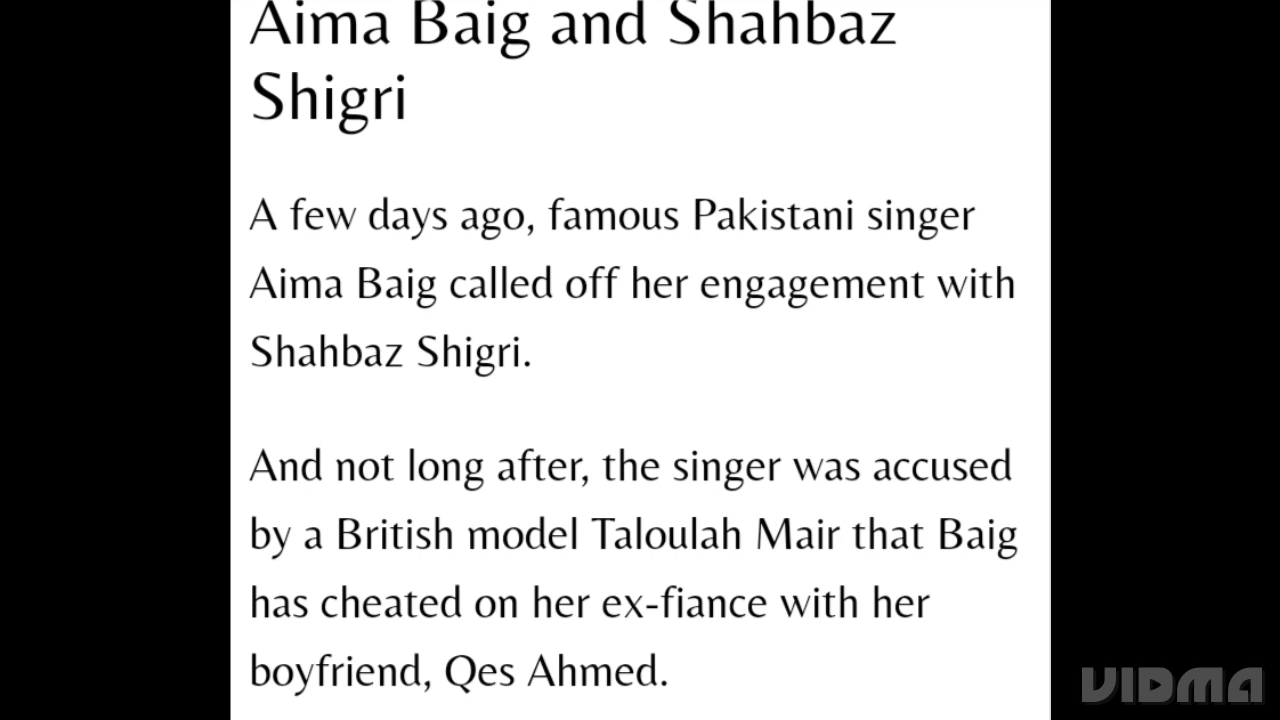 Aima Baig and Shahbaz
Shigri
A few days ago, famous Pakistani singer
Aima Baig called off her engagement with
Shahbaz Shigri.
And not long after, the singer was accused
by a British model Taloulah Mair that Baig
has cheated on her ex-fiance with her
boyfriend, Qes Ahmed.
VIDMA